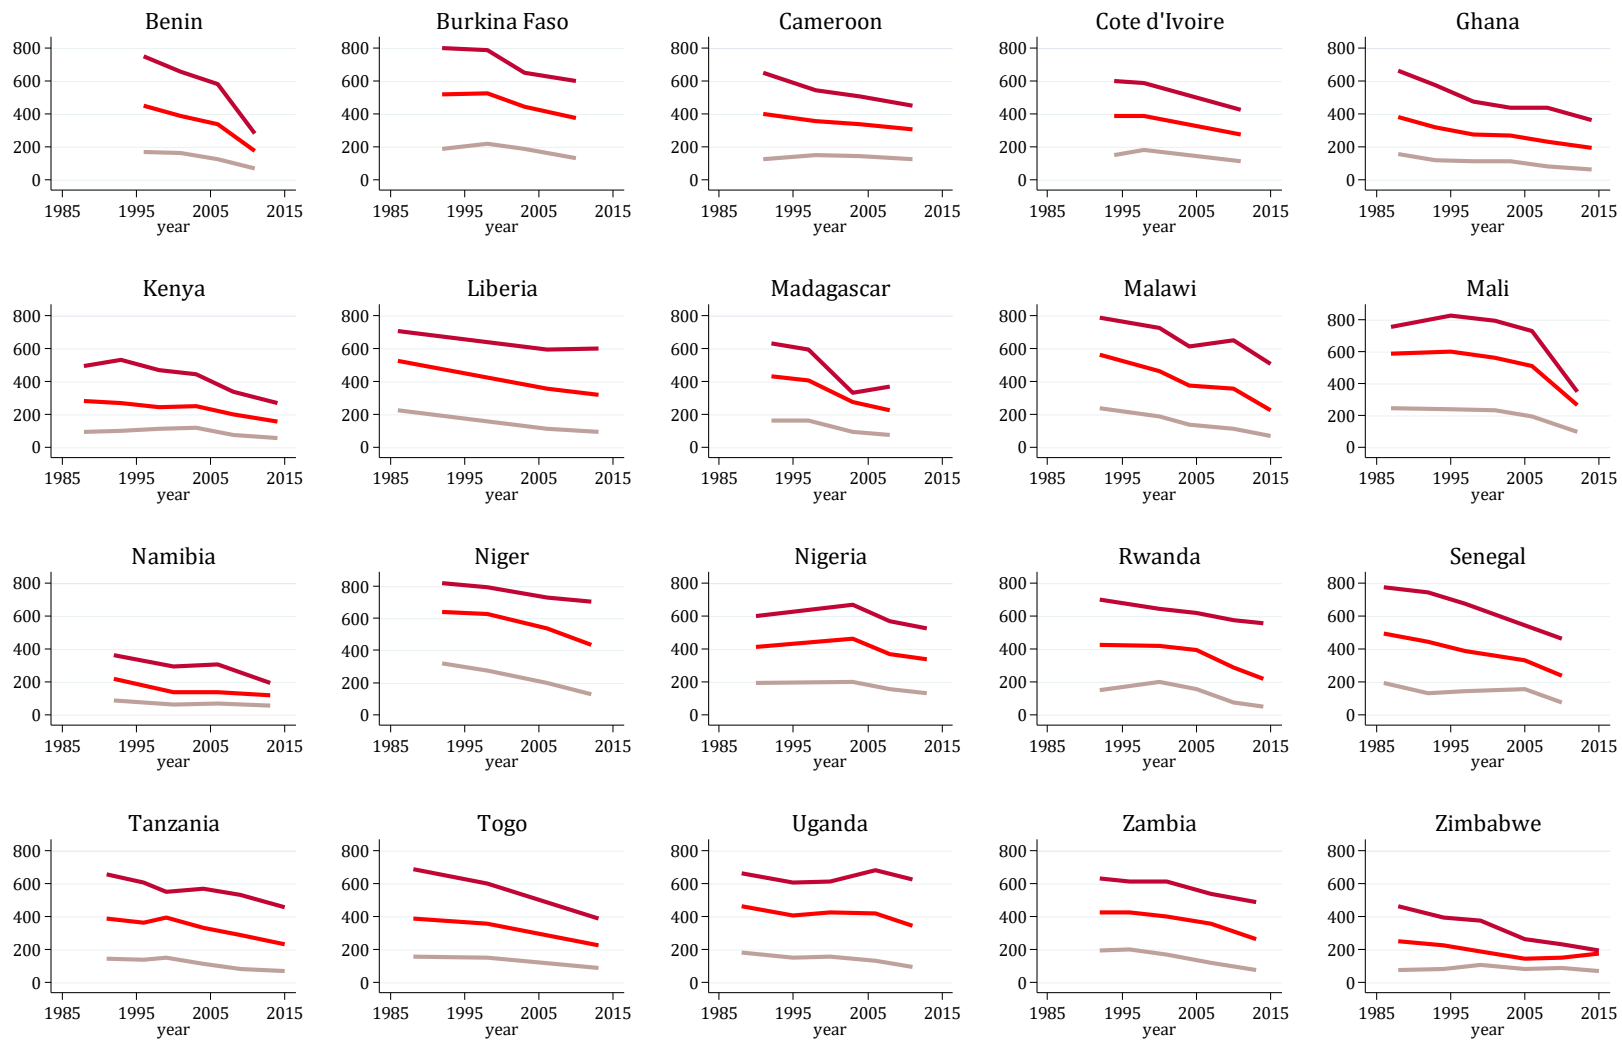 Benin
800
600
400
200
0
1985 1995 2005 2015
year
Burkina Faso
800
600
400
200
0
1985 1995 2005 2015
year
Cameroon
800
600
400
200
0
1985 1995 2005 2015
year
Cote d'Ivoire
800
600
400
200
0
1985 1995 2005 2015
year
Ghana
800
600
400
200
0
1985 1995 2005 2015
year
Kenya
800
600
400
200
0
1985 1995 2005 2015
year
Liberia
800
600
400
200
0
1985 1995 2005 2015
year
Madagascar
800
600
400
200
0
1985 1995 2005 2015
year
Malawi
800
600
400
200
0
1985 1995 2005 2015
year
Mali
800
600
400
200
0
1985 1995 2005 2015
year
Namibia
800
600
400
200
0
1985 1995 2005 2015
year
Niger
800
600
400
200
0
1985 1995 2005 2015
year
Nigeria
800
600
400
200
0
1985 1995 2005 2015
year
Rwanda
800
600
400
200
0
1985 1995 2005 2015
year
Senegal
800
600
400
200
0
1985 1995 2005 2015
year
Tanzania
800
600
400
200
0
1985 1995 2005 2015
year
Togo
800
600
400
200
0
1985 1995 2005 2015
year
Uganda
800
600
400
200
0
1985 1995 2005 2015
year
Zambia
800
600
400
200
0
1985 1995 2005 2015
year
Zimbabwe
800
600
400
200
0
1985 1995 2005 2015
year